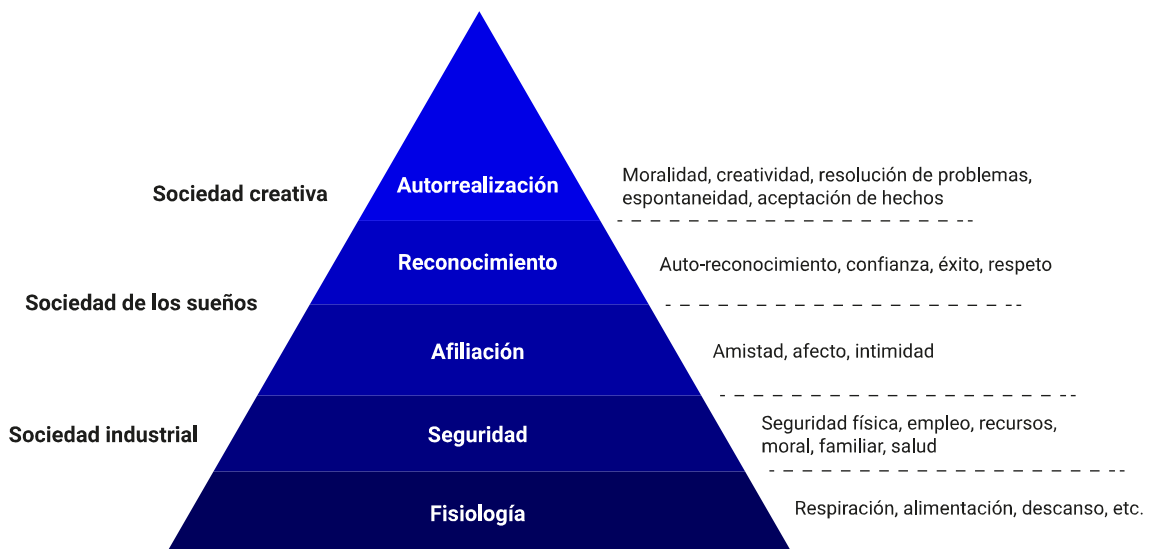 Sociedad creativa
Autorrealización
Moralidad, creatividad, resolución de problemas,
espontaneidad, aceptación de hechos
Reconocimiento
Auto-reconocimiento, confianza, éxito, respeto
Sociedad de los sueños
Afiliación
Amistad, afecto, intimidad
Sociedad industrial
Seguridad
Seguridad física, empleo, recursos,
moral, familiar, salud
Fisiología
Respiración, alimentación, descanso, etc.